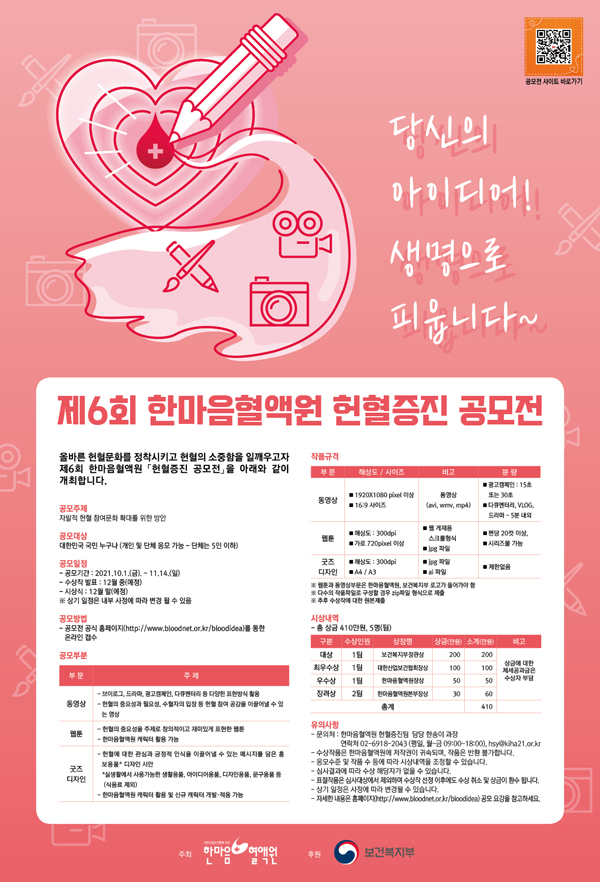 공모전 사이트 바로가기
당신의
아이디어!
생명으로
피웁니다~
제6회 한마음혈액원 헌혈증진 공모전
올바른 헌혈문화를 정착시키고 헌혈의 소중함을 일깨우고자
제6회 한마음혈액원 「헌혈증진 공모전」을 아래와 같이
개최합니다.
공모주제
자발적 헌혈 참여문화 확대를 위한 방안
공모대상
대한민국 국민 누구나 (개인 및 단체 응모 가능 – 단체는 5인 이하)
공모일정
- 공모기간 : 2021.10.1.(금). ~ 11.14.(일)
- 수상작 발표 : 12월 중(예정)
- 시상식 : 12월 말(예정)
※ 상기 일정은 내부 사정에 따라 변경 될 수 있음
공모방법
- 공모전 공식 홈페이지(http://www.bloodnet.or.kr/bloodidea)를 통한
온라인 접수
공모부분
부 문 주 제
동영상
- 브이로그, 드라마, 광고캠페인, 다큐멘터리 등 다양한 표현방식 활용
- 헌혈의 중요성과 필요성, 수혈자의 입장 등 헌혈 참여 공감을 이끌어낼 수 있
는 영상
웹툰
- 헌혈의 중요성을 주제로 창의적이고 재미있게 표현한 웹툰
- 한마음혈액원 캐릭터 활용 가능
굿즈
디자인
- 헌혈에 대한 관심과 긍정적 인식을 이끌어낼 수 있는 메시지를 담은 홍
보용품* 디자인 시안
*실생활에서 사용가능한 생활용품, 아이디어용품, 디자인용품, 문구용품 등
(식음료 제외)
- 한마음혈액원 캐릭터 활용 및 신규 캐릭터 개발·적용 가능
작품규격
부 문 해상도 / 사이즈 비고 분 량
동영상
■ 1920X1080 pixel 이상
■ 16:9 사이즈
동영상
(avi, wmv, mp4)
■ 광고캠페인 : 15초
또는 30초
■ 다큐멘터리, VLOG,
드라마 - 5분 내외
웹툰
■ 해상도 : 300dpi
■ 가로 720pixel 이상
■ 웹 게재용
스크롤형식
■ jpg 파일
■ 펜담 20컷 이상,
■ 시리즈물 가능
굿즈
디자인
■ 해상도 : 300dpi
■ A4 / A3
■ jpg 파일
■ ai 파일
■ 제한없음
※ 웹툰과 동영상부문은 한마음혈액원, 보건복지부 로고가 들어가야 함
※ 다수의 작품파일로 구성할 경우 zip파일 형식으로 제출
※ 추후 수상작에 대한 원본제출
시상내역
- 총 상금 410만원, 5명(팀)
구분 수상인원 상장명 상금(만원) 소계(만원) 비고
대상 1팀 보건복지부장관상 200 200
최우수상 1팀 대한산업보건협회장상 100 100
우수상 1팀 한마음혈액원장상 50 50
장려상 2팀 한마음혈액원본부장상 30 60
총계 410
상금에 대한
제세공과금은
수상자 부담
유의사항
- 문의처 : 한마음혈액원 헌혈증진팀 담당 한송이 과장
연락처 02-6918-2043 (평일, 월~금 09:00~18:00), hsy@kiha21.or.kr
- 수상작품은 한마음혈액원에 저작권이 귀속되며, 작품은 반환 불가합니다.
- 응모수준 및 작품 수 등에 따라 시상내역을 조정할 수 있습니다.
- 심사결과에 따라 수상 해당자가 없을 수 있습니다.
- 표절작품은 심사대상에서 제외하며 수상작 선정 이후에도 수상 취소 및 상금이 환수 됩니다.
- 상기 일정은 사정에 따라 변경될 수 있습니다.
- 자세한 내용은 홈페이지(http://www.bloodnet.or.kr/bloodidea) 공모 요강을 참고하세요.
주최 한마음혈액원 후원 보건복지부